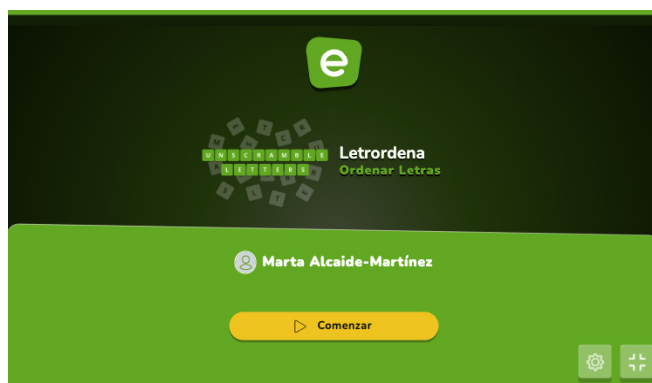 e
UNSCRAMBLE
LETTERS
Letrordena
Ordenar Letras
Marta Alcaide-Martínez
Comenzar